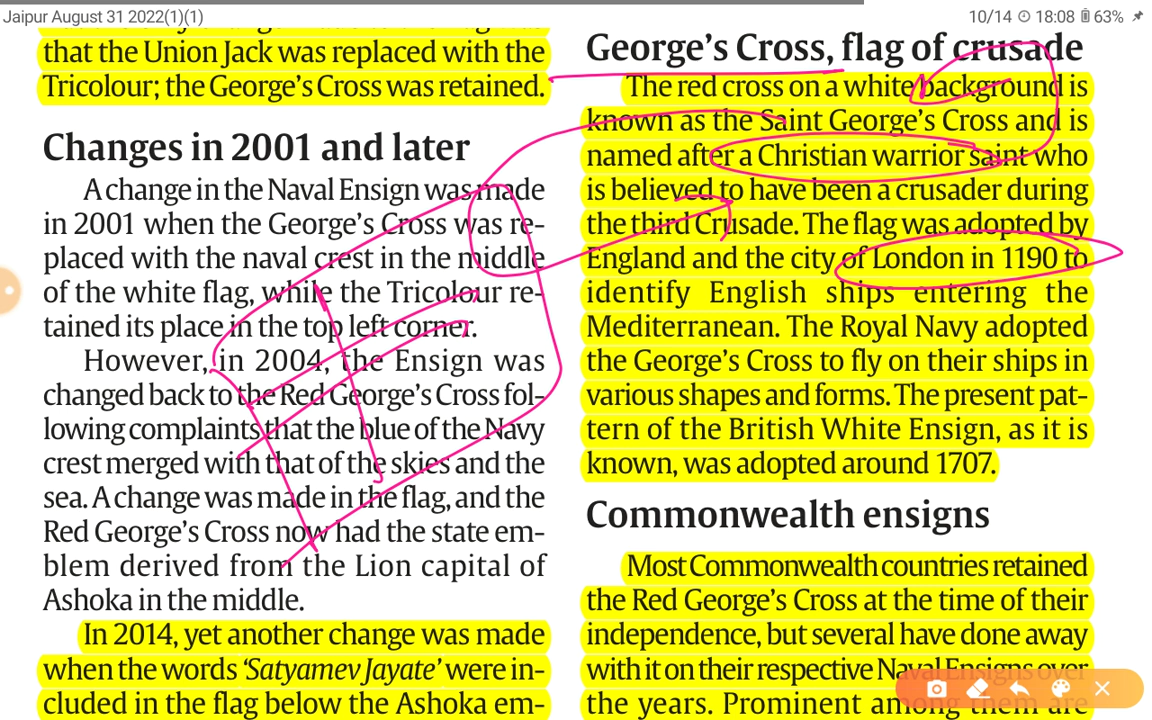 Jaipur August 31 2022(1)(1)
10/14 18:08 63%
that the Union Jack was replaced with the
Tricolour; the George's Cross was retained.
Changes in 2001 and later
A change in the Naval Ensign was made
in 2001 when the George's Cross was re-
placed with the naval crest in the middle
of the white flag, while the Tricolour re-
tained its place in the top left corner.
However, in 2004, the Ensign was
changed back to the Red George's Cross fol-
lowing complaints that the blue of the Navy
crest merged with that of the skies and the
sea. A change was made in the flag, and the
Red George's Cross now had the state em-
blem derived from the Lion capital of
Ashoka in the middle.
In 2014, yet another change was made
when the words ‘Satyamev Jayate’ were in-
cluded in the flag below the Ashoka em-
George's Cross, flag of crusade
The red cross on a white background is
known as the Saint George's Cross and is
named after a Christian warrior saint who
is believed to have been a crusader during
the third Crusade. The flag was adopted by
England and the city of London in 1190 to
identify English ships entering the
Mediterranean. The Royal Navy adopted
the George's Cross to fly on their ships in
various shapes and forms. The present pat-
tern of the British White Ensign, as it is
known, was adopted around 1707.
Commonwealth ensigns
Most Commonwealth countries retained
the Red George's Cross at the time of their
independence, but several have done away
with it on their respective Naval Ensigns over
the years. Prominent among them are